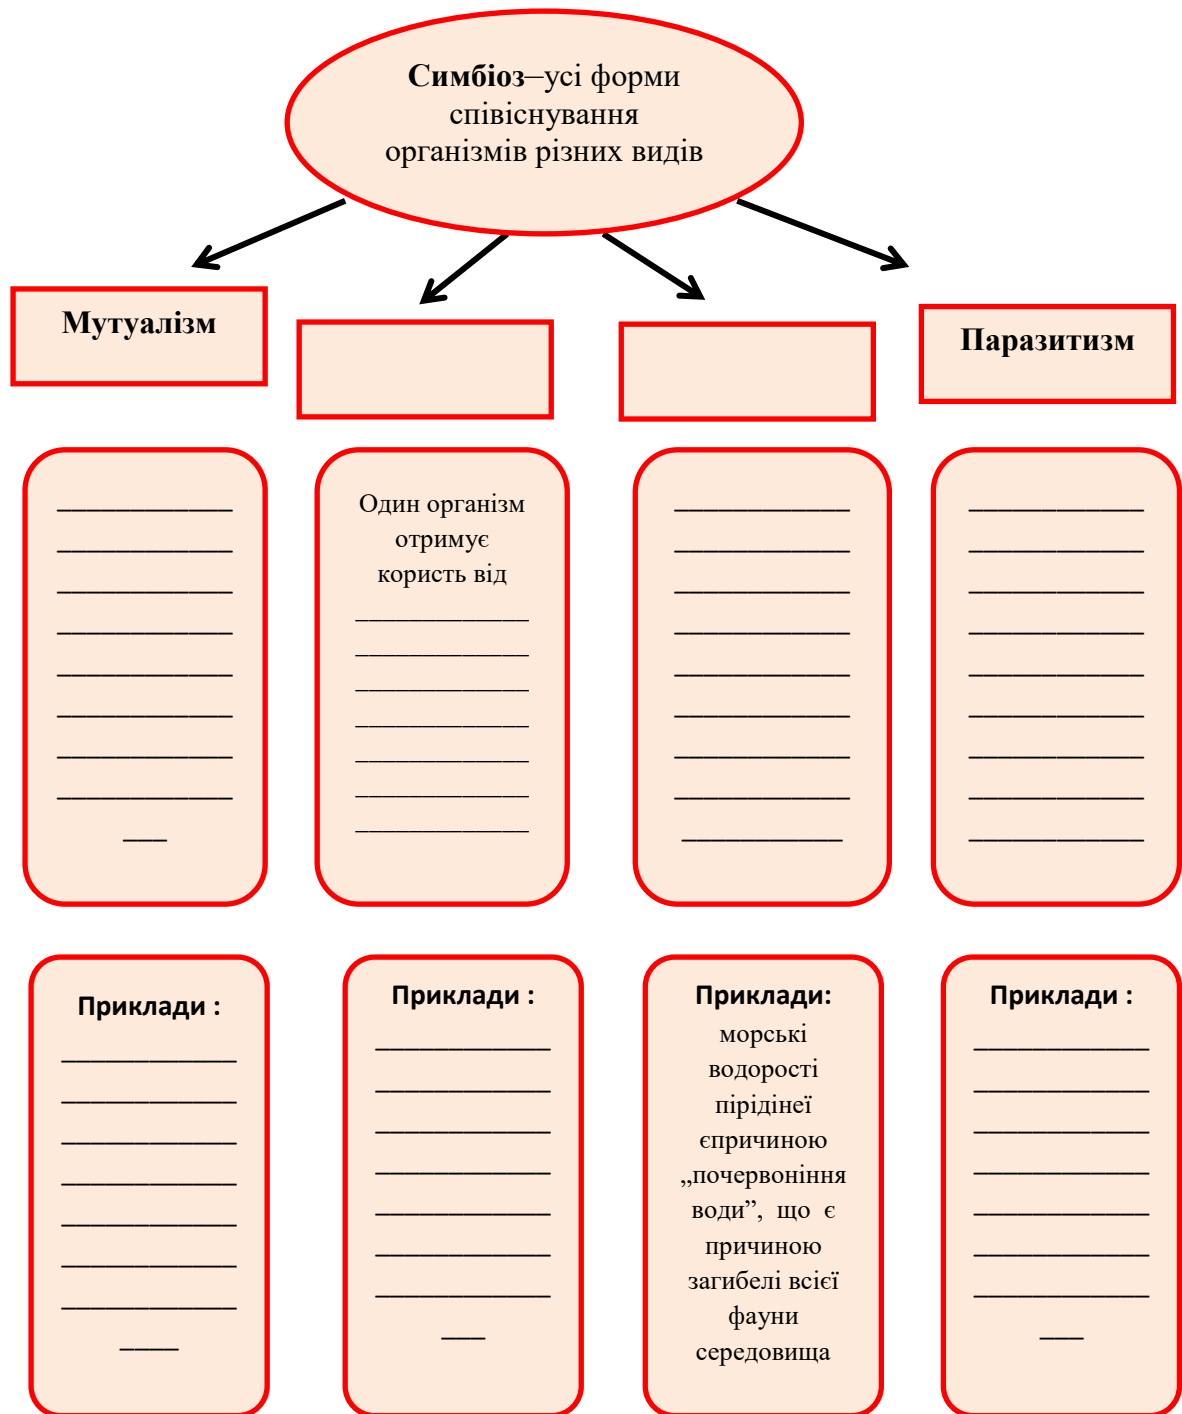 Симбіоз–усі форми
співіснування
організмів різних видів
Мутуалізм
Паразитизм
Один організм
отримує
користь від
Приклади :
Приклади :
Приклади:
морські
водорості
пірідінеї
єпричиною
„почервоніння
води”, що є
причиною
загибелі всієї
фауни
середовища
Приклади :